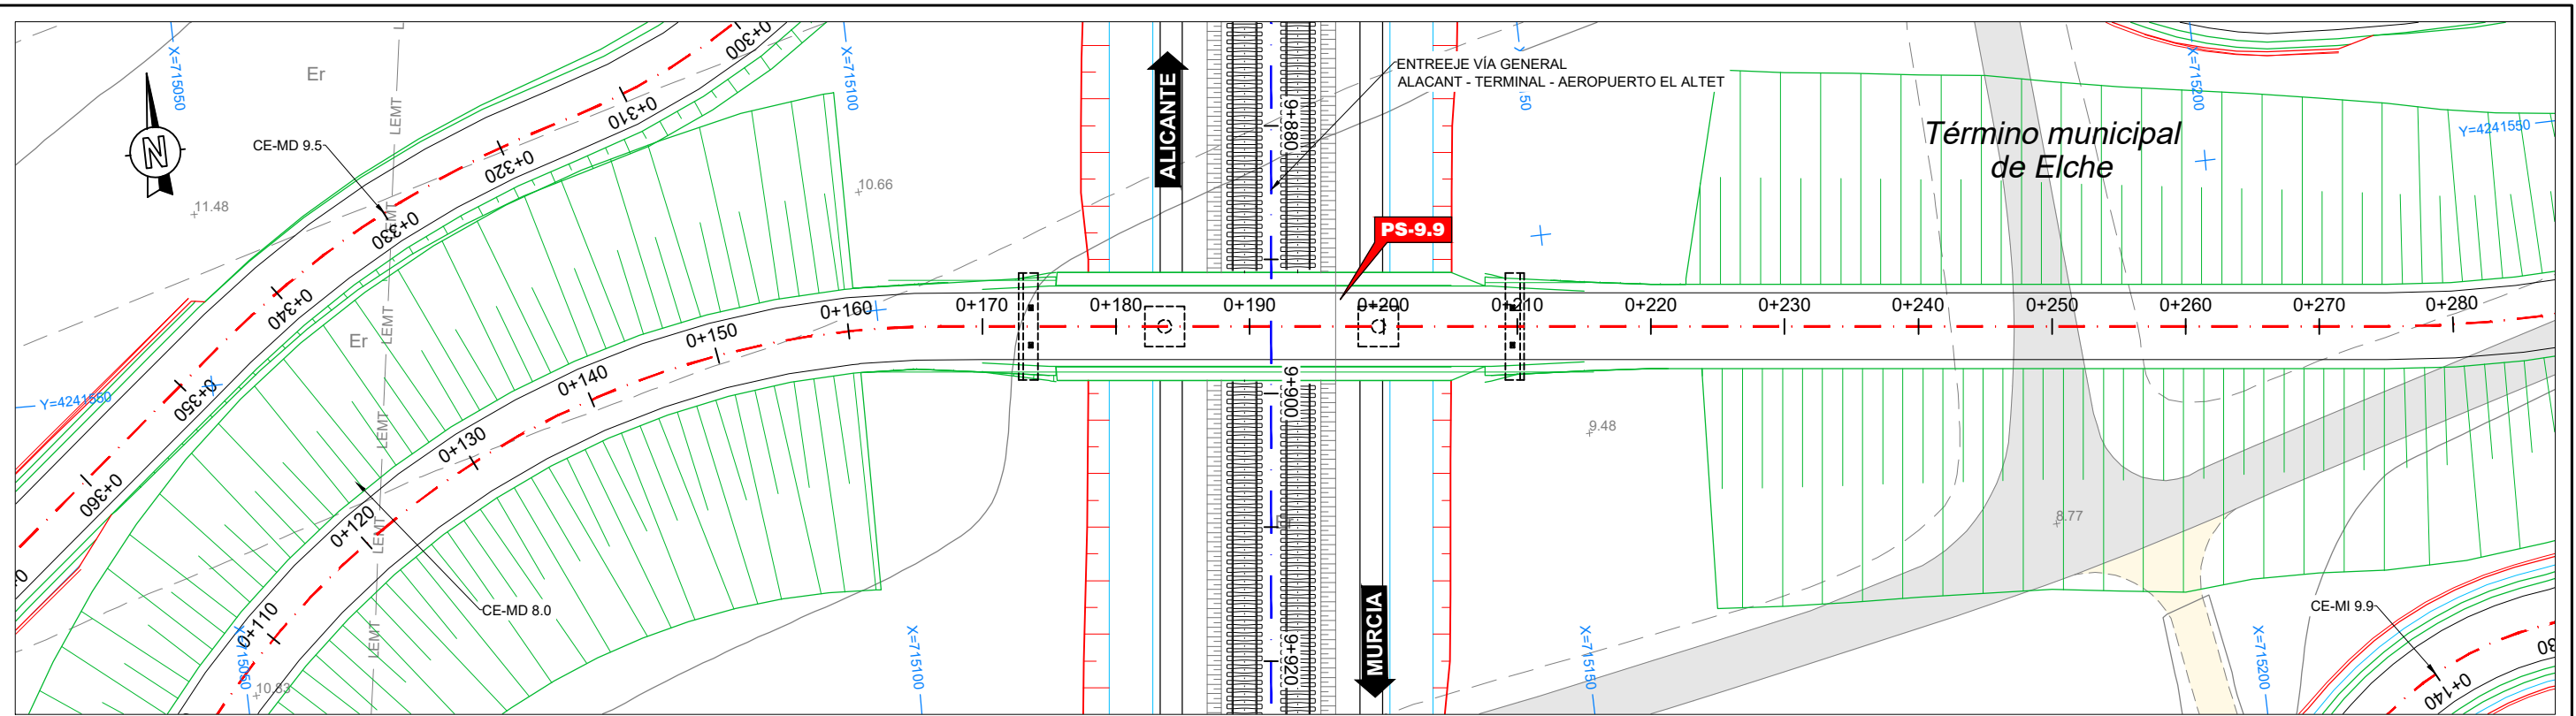 0+300
X=715050
X=715100
ENTREEJE VÍA GENERAL
ALACANT - TERMINAL - AEROPUERTO EL ALTET
X=715200
Er
LEMT
ALICANTE
0+310
9+880
Término municipal
de Elche
Y=4241550
CE-MD 9.5
N
0+320
10.66
11.48
LEMT
0+330
PS-9.9
0+340
LEMT
Er
0+150
0+160
0+170
0+180
0+190
0+200
0+210
0+220
0+230
0+240
0+250
0+260
0+270
0+280
0+350
0+140
9+900
0+130
LEMT
9.48
0+360
0+120
LEMT
Er
8.77
CE-MD 8.0
MURCIA
CE-MI 9.9
0+110
LEMT
X=715050
X=715100
9+920
X=715150
X=715200
10.83
0+140